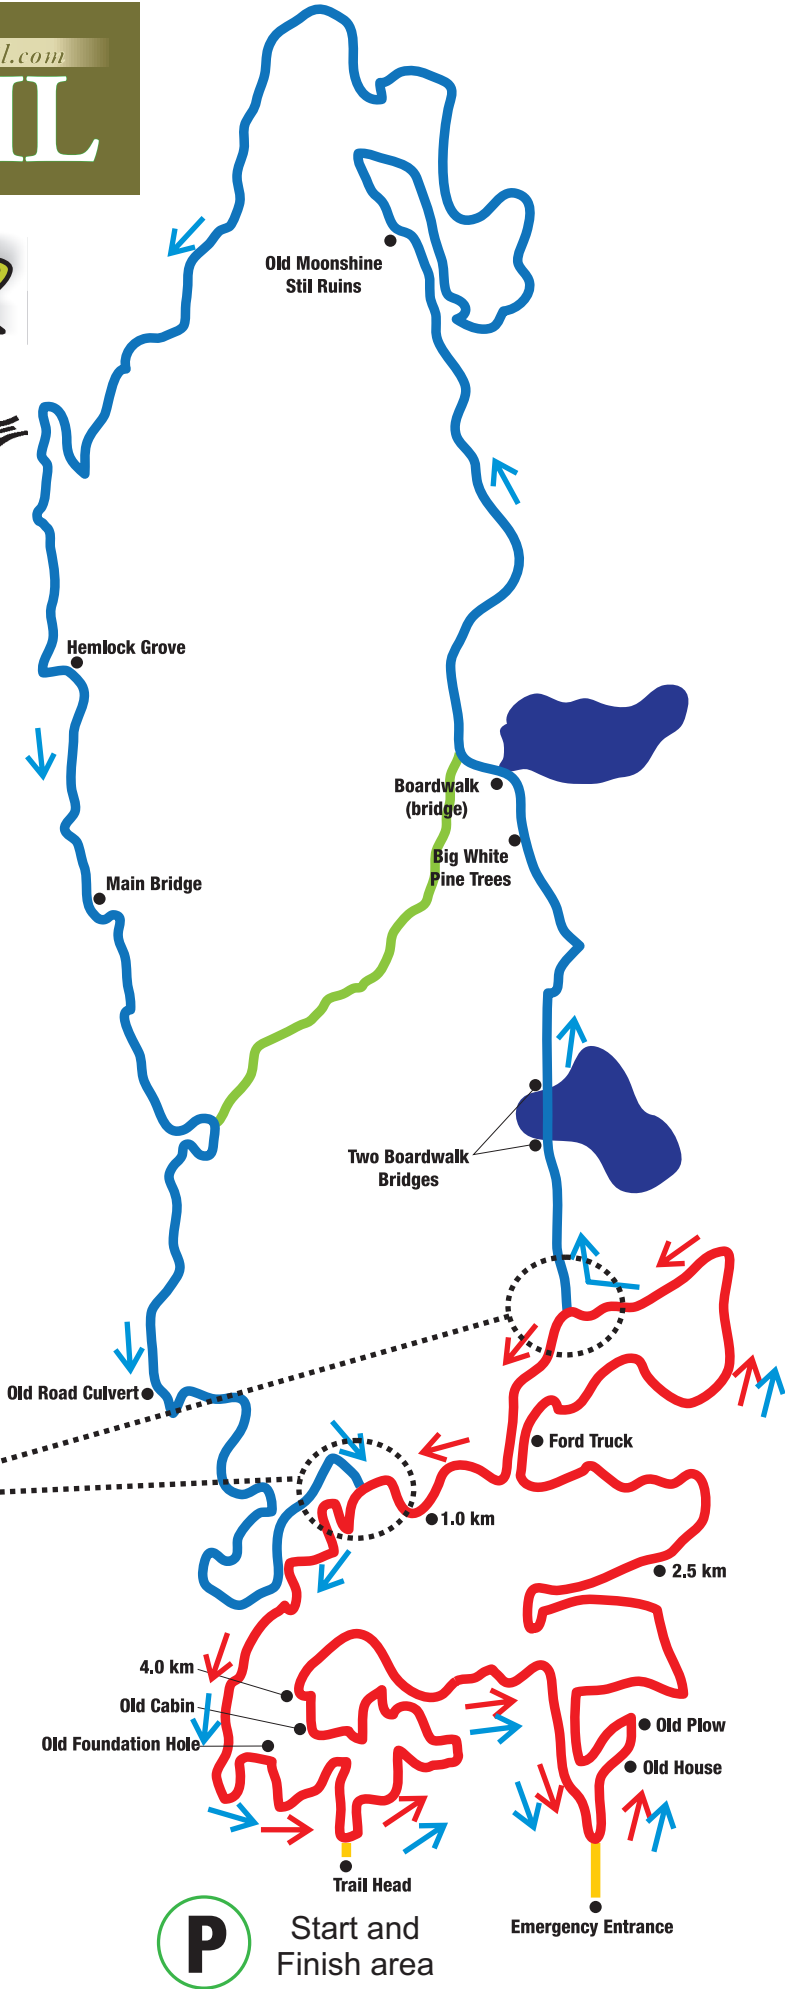 l.com
IL
Old Moonshine
Stil Ruins
Hemlock Grove
Boardwalk
(bridge)
Big White
Pine Trees
Main Bridge
Two Boardwalk
Bridges
Old Road Culvert
Ford Truck
1.0 km
2.5 km
4.0 km
Old Cabin
Old Foundation Hole
Old Plow
Old House
Trail Head
Emergency Entrance
P
Start and
Finish area